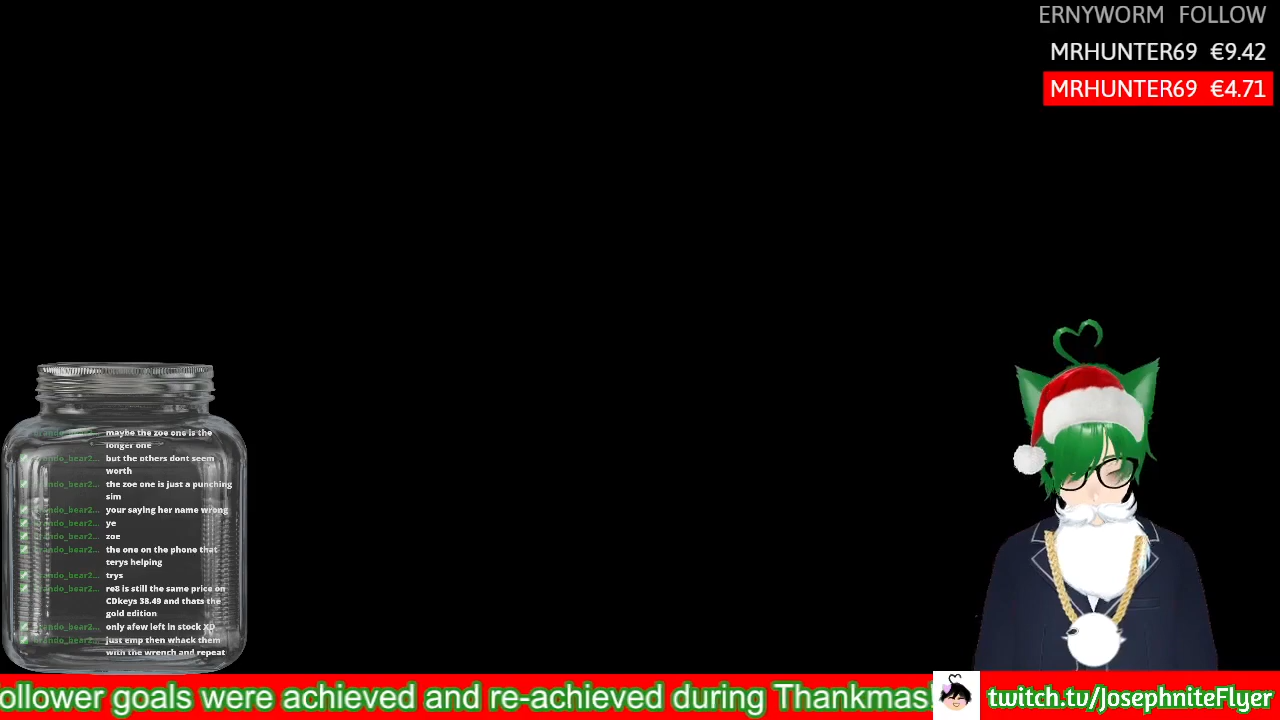 ERNYWORM FOLLOW
MRHUNTER69 €9.42
MRHUNTER69 €4.71
maybe the zoe one is the
longer one
but the others dont seem
worth
the zoe one is just a punching
sim
your saying her name wrong
ye
zoe
the one on the phone that
terys helping
trys
re8 is still the same price on
CDkeys 38.49 and thats the
gold edition
only afew left in stock XD
just emp then whack them
with the wrench and repeat
ollower goals were achieved and re-achieved during Thankmas!
twitch.tv/JosephniteFlyer